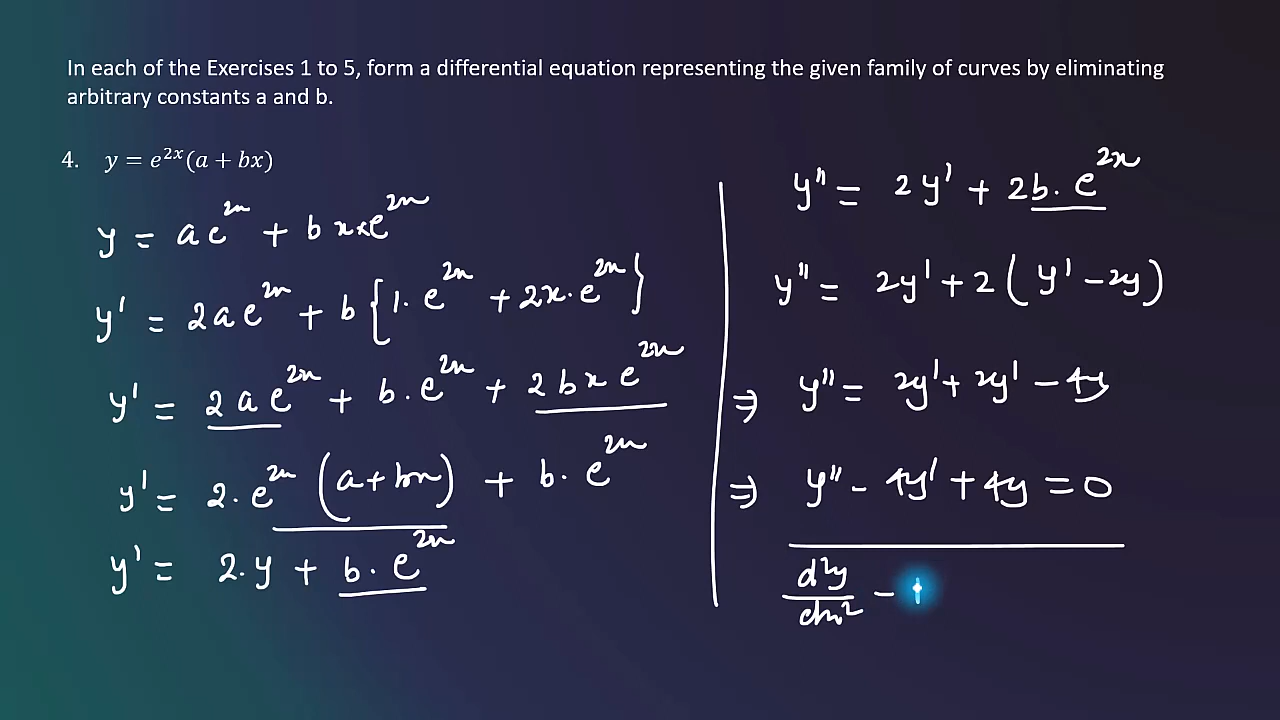 In each of the Exercises 1 to 5, form a differential equation representing the given family of curves by eliminating
arbitrary constants a and b.
4. y = e^{2x}(a + bx)
y = ae^{2x} + bx×e^{2x}
y' = 2ae^{2x} + b{1·e^{2x} + 2x·e^{2x}}
y' = 2ae^{2x} + b·e^{2x} + 2bxe^{2x}
y' = 2·e^{2x}(a+bx) + b·e^{2x}
y' = 2·y + b·e^{2x}
y'' = 2y' + 2b·e^{2x}
y'' = 2y' + 2(y' − 2y)
⇒ y'' = 2y' + 2y' − 4y
⇒ y'' − 4y' + 4y = 0
d²y/dx² −